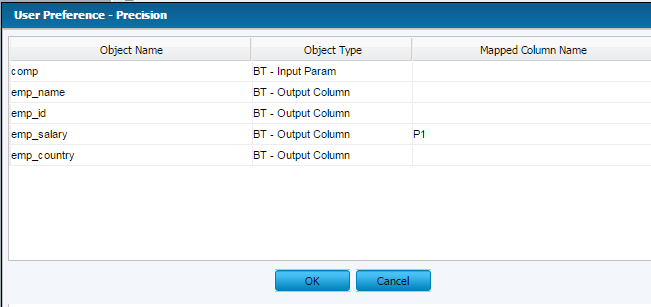 User Preference - Precision
Object Name Object Type Mapped Column Name
comp BT - Input Param
emp_name BT - Output Column
emp_id BT - Output Column
emp_salary BT - Output Column P1
emp_country BT - Output Column
OK Cancel